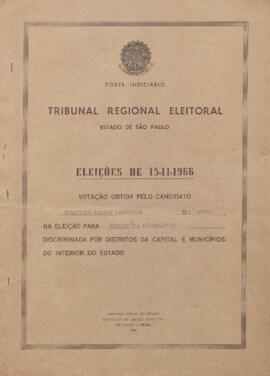 PODER JUDICIÁRIO
TRIBUNAL REGIONAL ELEITORAL
ESTADO DE SÃO PAULO
ELEIÇÕES DE 15-11-1966
VOTAÇÃO OBTIDA PELO CANDIDATO
NA ELEIÇÃO PARA
DISCRIMINADA POR DISTRITOS DA CAPITAL E MUNICÍPIOS
DO INTERIOR DO ESTADO